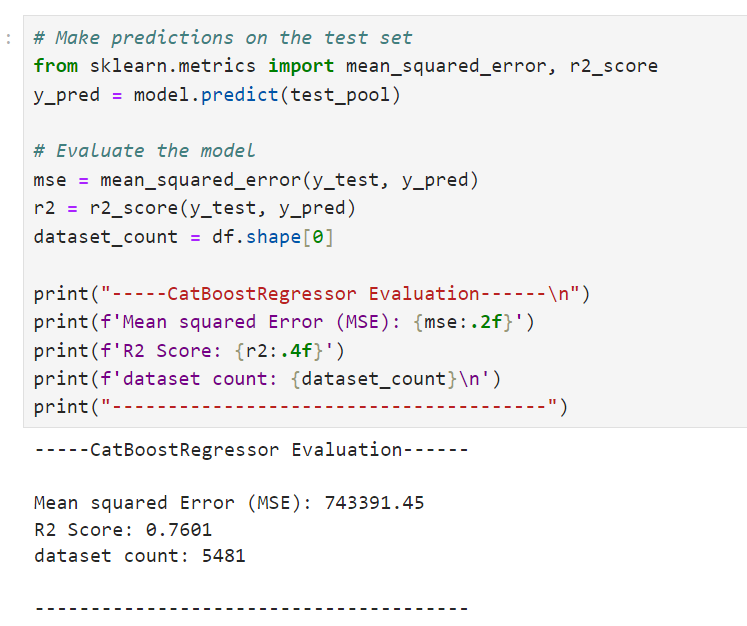 :
# Make predictions on the test set
from sklearn.metrics import mean_squared_error, r2_score
y_pred = model.predict(test_pool)
# Evaluate the model
mse = mean_squared_error(y_test, y_pred)
r2 = r2_score(y_test, y_pred)
dataset_count = df.shape[0]
print("-----CatBoostRegressor Evaluation------\n")
print(f'Mean squared Error (MSE): {mse:.2f}')
print(f'R2 Score: {r2:.4f}')
print(f'dataset count: {dataset_count}\n')
print("---------------------------------------")
-----CatBoostRegressor Evaluation------
Mean squared Error (MSE): 743391.45
R2 Score: 0.7601
dataset count: 5481
---------------------------------------